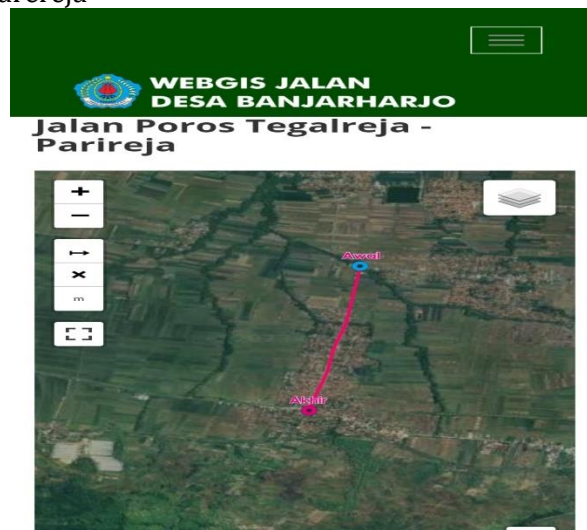 WEBGIS JALAN
DESA BANJARHARJO
Jalan Poros Tegalreja -
Parireja
+
−
m
Awal
Akhir